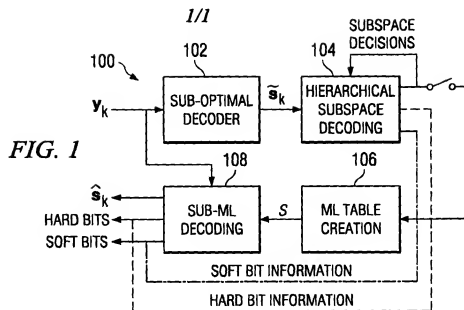 1/1
SUBSPACE
DECISIONS
100
102
104
y_k
SUB-OPTIMAL
DECODER
s̃_k
HIERARCHICAL
SUBSPACE
DECODING
FIG. 1
108
106
ŝ_k
HARD BITS
SOFT BITS
SUB-ML
DECODING
S
ML TABLE
CREATION
SOFT BIT INFORMATION
HARD BIT INFORMATION